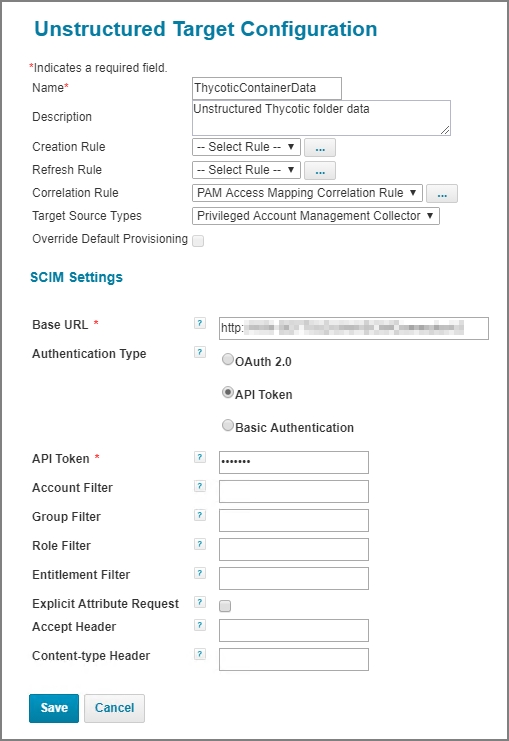 Unstructured Target Configuration
*Indicates a required field.
Name* ThycoticContainerData
Description Unstructured Thycotic folder data
Creation Rule -- Select Rule -- ▼ ...
Refresh Rule -- Select Rule -- ▼ ...
Correlation Rule PAM Access Mapping Correlation Rule ▼ ...
Target Source Types Privileged Account Management Collector ▼
Override Default Provisioning
SCIM Settings
Base URL * ? http:
Authentication Type ? OAuth 2.0
API Token
Basic Authentication
API Token * ? •••••••
Account Filter ?
Group Filter ?
Role Filter ?
Entitlement Filter ?
Explicit Attribute Request ?
Accept Header ?
Content-type Header ?
Save Cancel